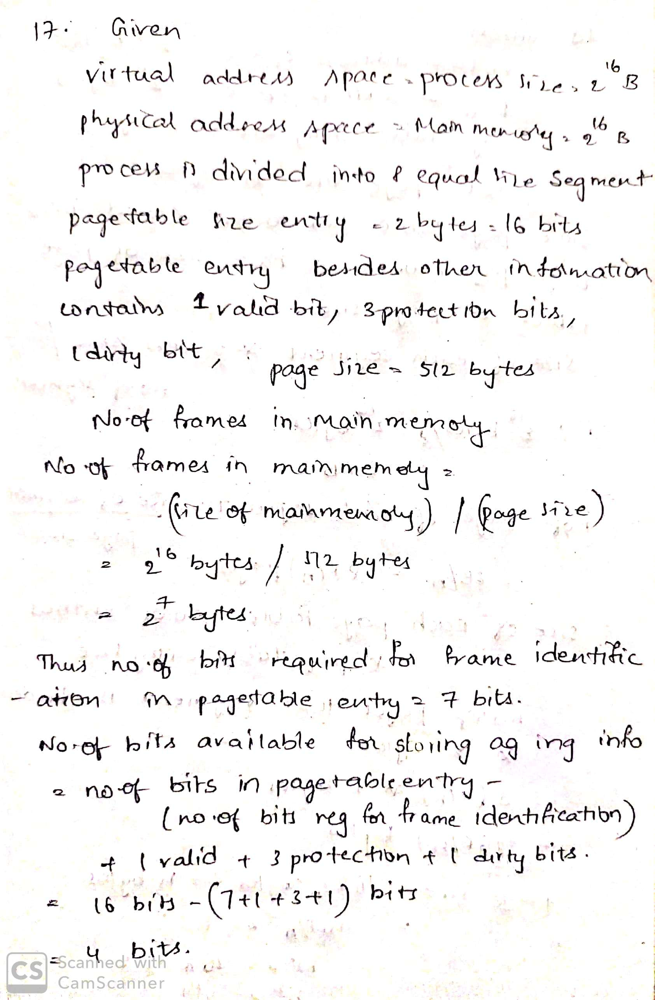 17. Given
virtual address space = process size = 2^16 B
physical address space = Main memory = 2^16 B
process is divided into 8 equal size segment
pagetable size entry = 2 bytes = 16 bits
pagetable entry besides other information
contains 1 valid bit, 3 protection bits,
1 dirty bit, page size = 512 bytes
No.of frames in main memory
No of frames in main memory =
(size of mainmemory) / (page size)
= 2^16 bytes / 512 bytes
= 2^7 bytes
Thus no.of bits required for frame identific
-ation in pagetable entry = 7 bits.
No.of bits available for storing ag ing info
= no of bits in pagetable entry -
(no.of bits req for frame identification)
+ 1 valid + 3 protection + 1 dirty bits.
= 16 bits - (7+1+3+1) bits
= 4 bits.
CS Scanned with
CamScanner